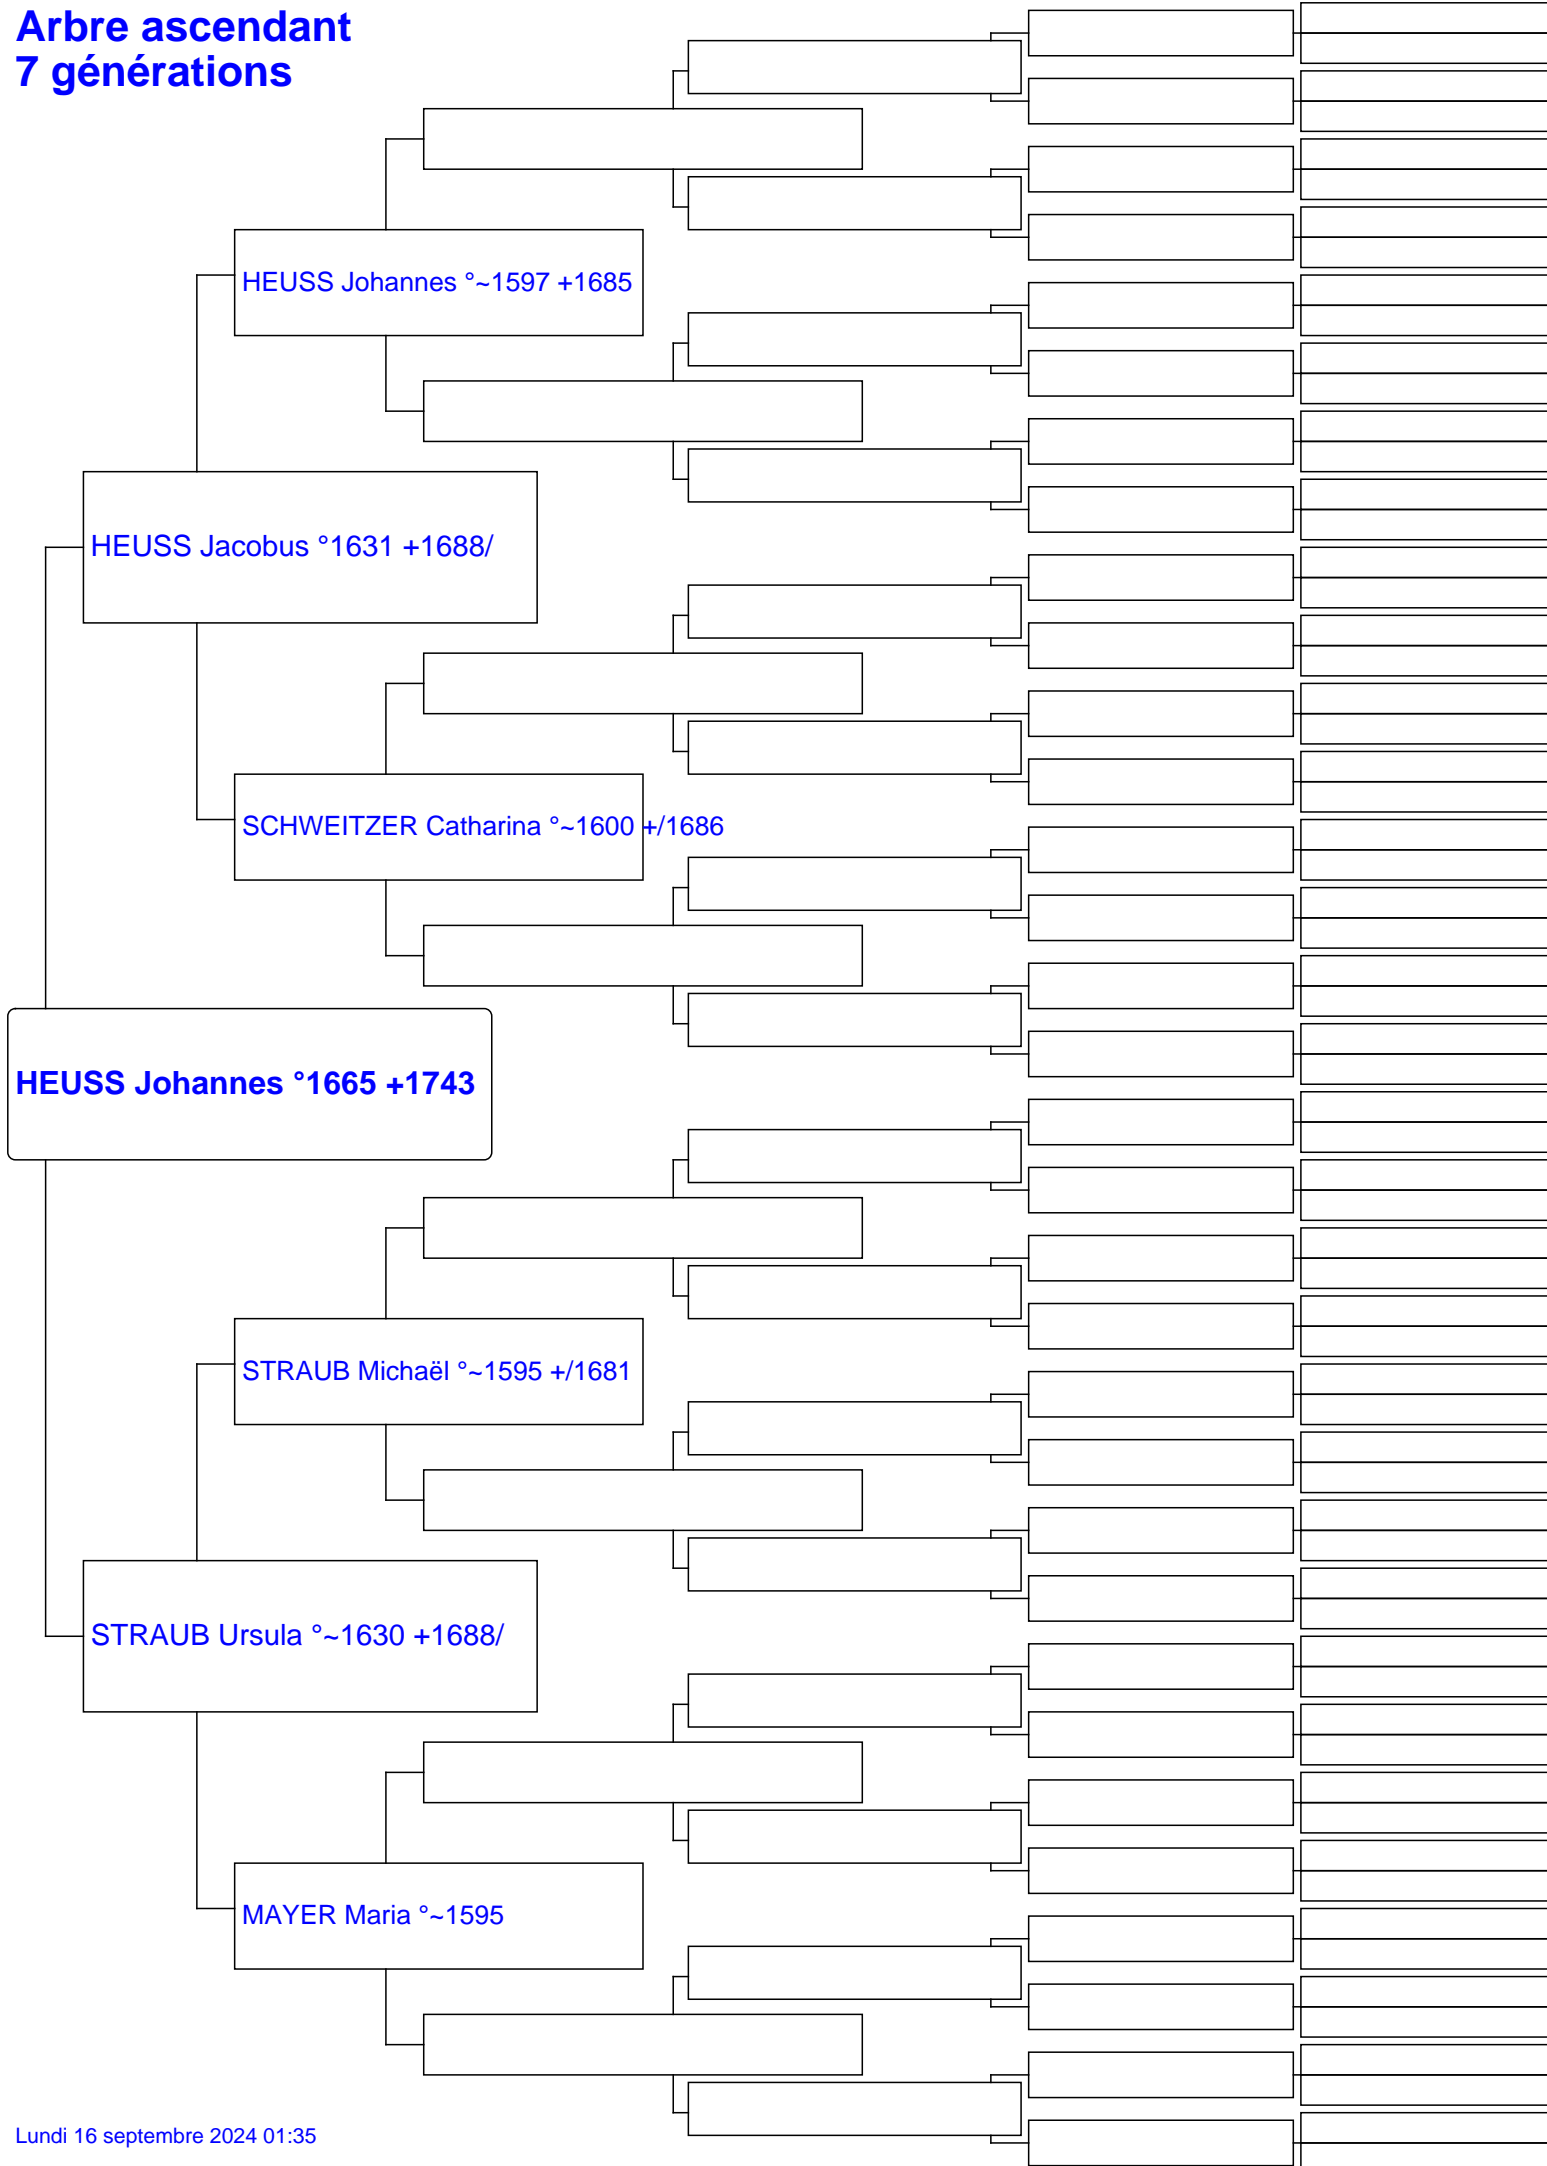 Arbre ascendant
7 générations
HEUSS Johannes °~1597 +1685
HEUSS Jacobus °1631 +1688/
SCHWEITZER Catharina °~1600 +/1686
HEUSS Johannes °1665 +1743
STRAUB Michaël °~1595 +/1681
STRAUB Ursula °~1630 +1688/
MAYER Maria °~1595
Lundi 16 septembre 2024 01:35